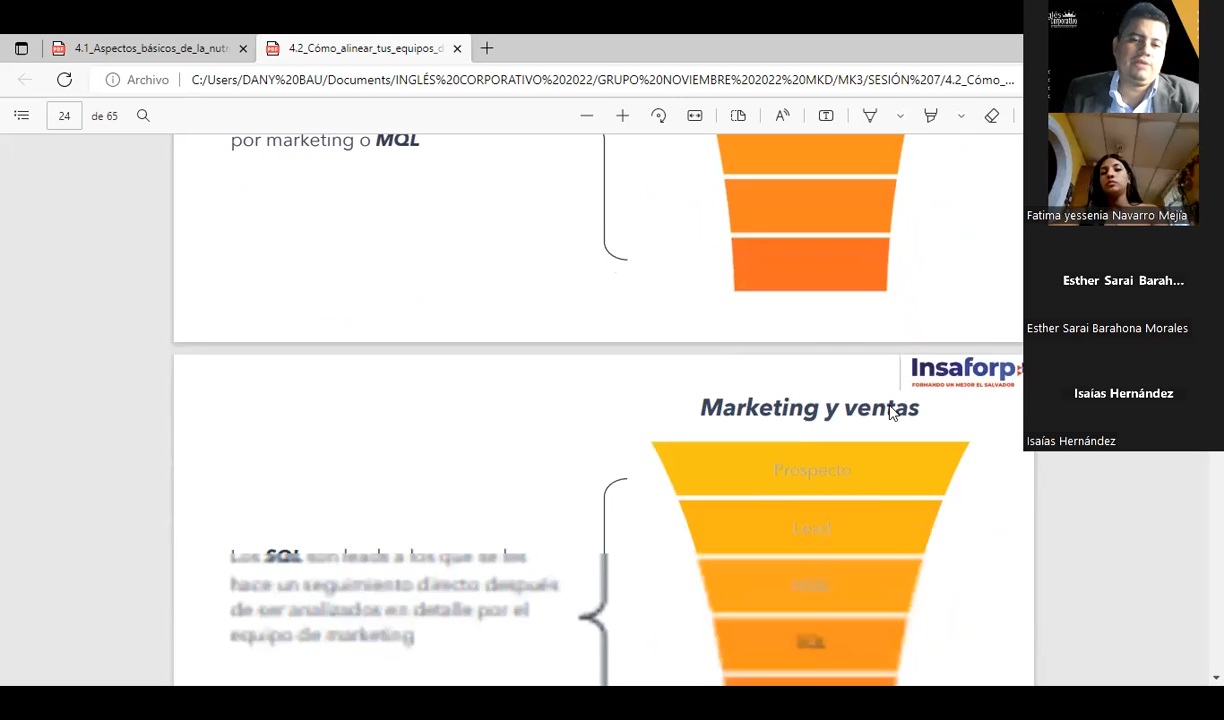 4.1_Aspectos_básicos_de_la_nutr
4.2_Cómo_alinear_tus_equipos_d
Archivo
C:/Users/DANY%20BAU/Documents/INGLÉS%20CORPORATIVO%202022/GRUPO%20NOVIEMBRE%202022%20MKD/MK3/SESIÓN%207/4.2_Cómo_...
24
de 65
por marketing o MQL
Insaforp
FORMANDO UN MEJOR EL SALVADOR
Marketing y ventas
Prospecto
Lead
SQL
Los SQL son leads a los que se les
hace un seguimiento directo después
de ser analizados en detalle por el
equipo de marketing
Fatima yessenia Navarro Mejia
Esther Sarai Barah...
Esther Sarai Barahona Morales
Isaías Hernández
Isaías Hernández